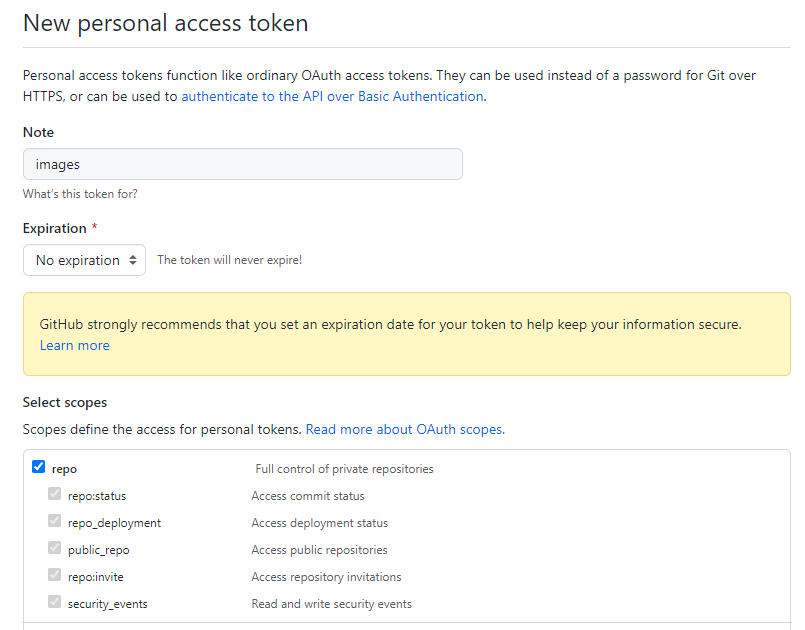 New personal access token
Personal access tokens function like ordinary OAuth access tokens. They can be used instead of a password for Git over
HTTPS, or can be used to authenticate to the API over Basic Authentication.
Note
images
What's this token for?
Expiration *
No expiration The token will never expire!
GitHub strongly recommends that you set an expiration date for your token to help keep your information secure.
Learn more
Select scopes
Scopes define the access for personal tokens. Read more about OAuth scopes.
repo Full control of private repositories
repo:status Access commit status
repo_deployment Access deployment status
public_repo Access public repositories
repo:invite Access repository invitations
security_events Read and write security events